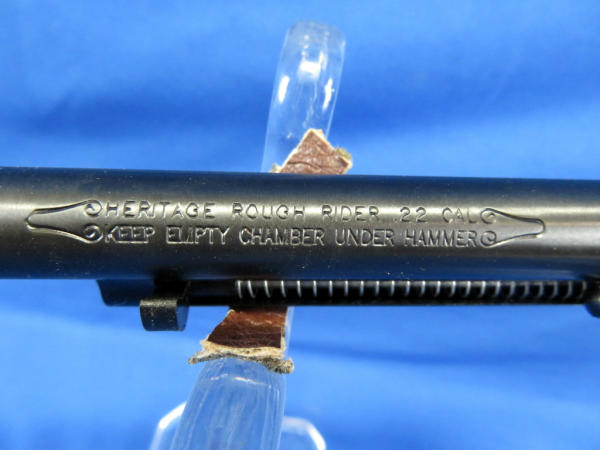 HERITAGE ROUGH RIDER .22 CAL
KEEP EMPTY CHAMBER UNDER HAMMER